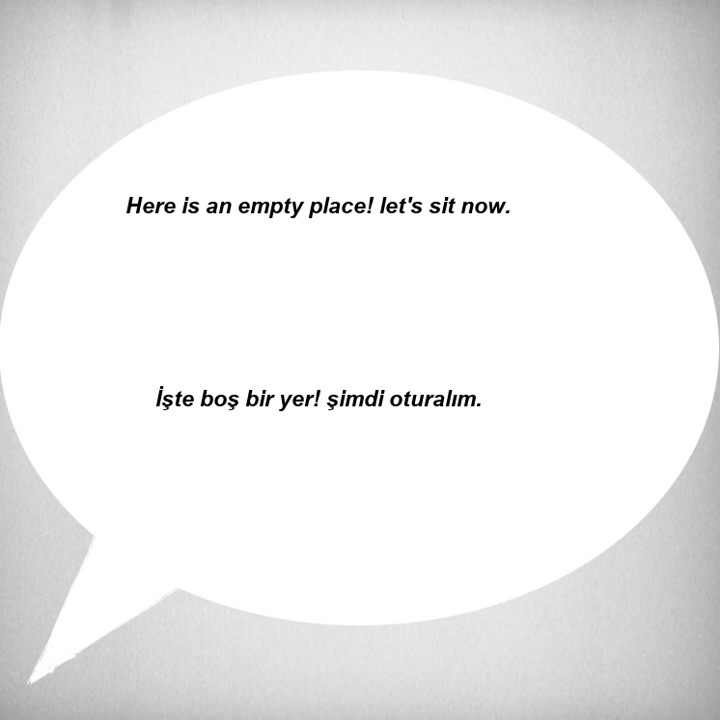 Here is an empty place! let's sit now.
İşte boş bir yer! şimdi oturalım.